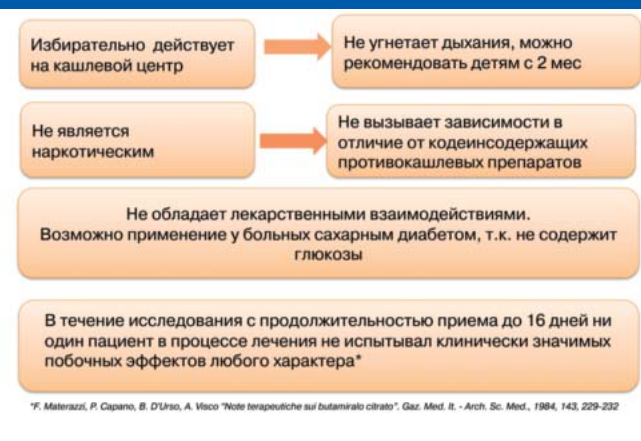 Избирательно действует
на кашлевой центр
Не угнетает дыхания, можно
рекомендовать детям с 2 мес
Не является
наркотическим
Не вызывает зависимости в
отличие от кодеинсодержащих
противокашлевых препаратов
Не обладает лекарственными взаимодействиями.
Возможно применение у больных сахарным диабетом, т.к. не содержит
глюкозы
В течение исследования с продолжительностью приема до 16 дней ни
один пациент в процессе лечения не испытывал клинически значимых
побочных эффектов любого характера*
*F. Materazzi, P. Capano, B. D'Urso, A. Visco "Note terapeutiche sui butamiralo citrato". Gaz. Med. It. - Arch. Sc. Med., 1984, 143, 229-232